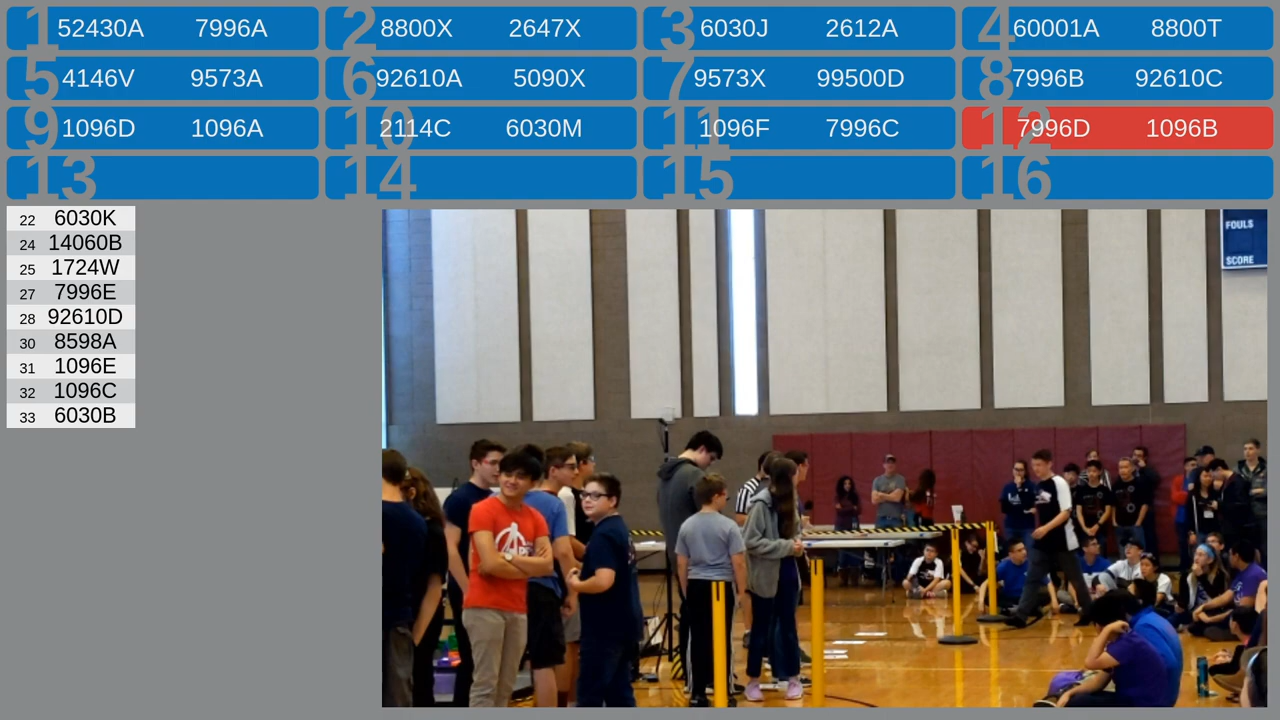 1 52430A 7996A 2 8800X 2647X 3 6030J 2612A 4 60001A 8800T
5 4146V 9573A 6 92610A 5090X 7 9573X 99500D 8 7996B 92610C
9 1096D 1096A 10 2114C 6030M 11 1096F 7996C 12 7996D 1096B
13 14 15 16
22 6030K
24 14060B
25 1724W
27 7996E
28 92610D
30 8598A
31 1096E
32 1096C
33 6030B
FOULS
SCORE